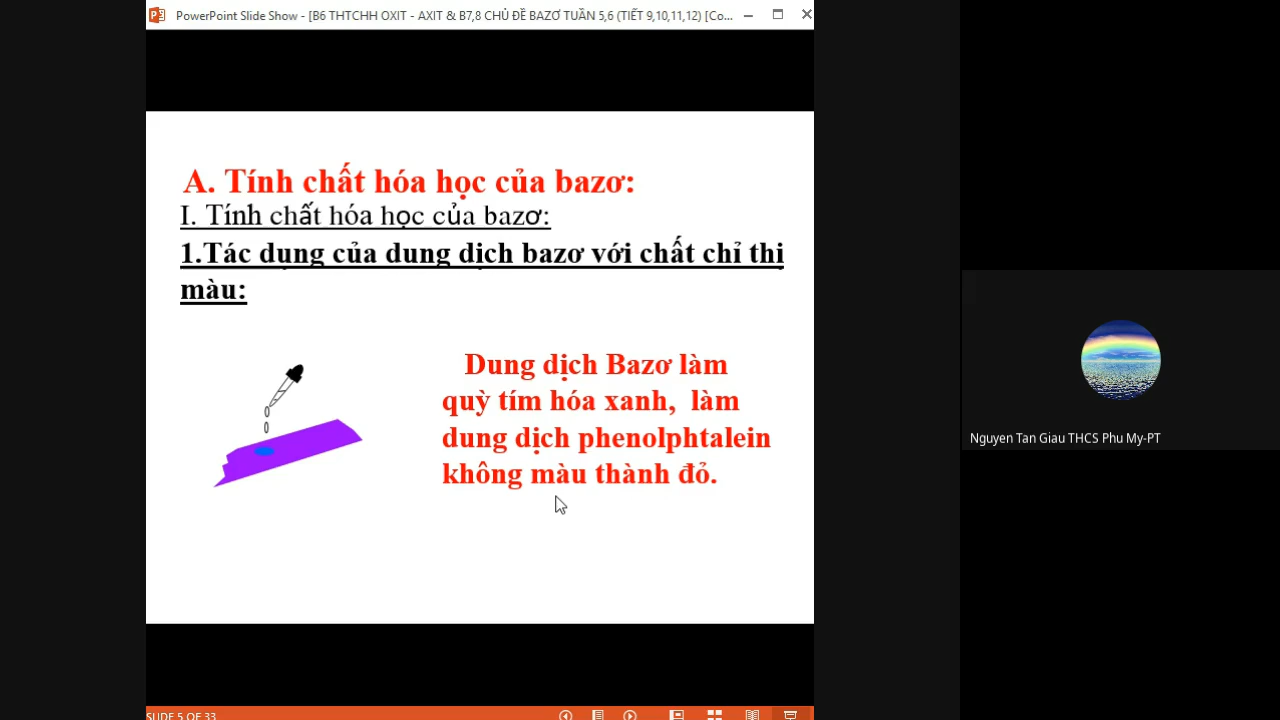 PowerPoint Slide Show - [B6 THTCHH OXIT - AXIT & B7,8 CHỦ ĐỀ BAZƠ TUẦN 5,6 (TIẾT 9,10,11,12) [Co...
A. Tính chất hóa học của bazơ:
I. Tính chất hóa học của bazơ:
1.Tác dụng của dung dịch bazơ với chất chỉ thị
màu:
Dung dịch Bazơ làm
quỳ tím hóa xanh, làm
dung dịch phenolphtalein
không màu thành đỏ.
Nguyen Tan Giau THCS Phu My-PT
SLIDE 5 OF 33